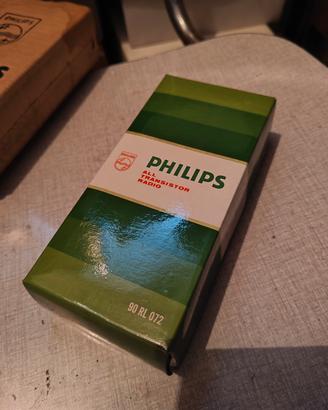 PHILIPS
ALL
TRANSISTOR
RADIO
90 RL 072